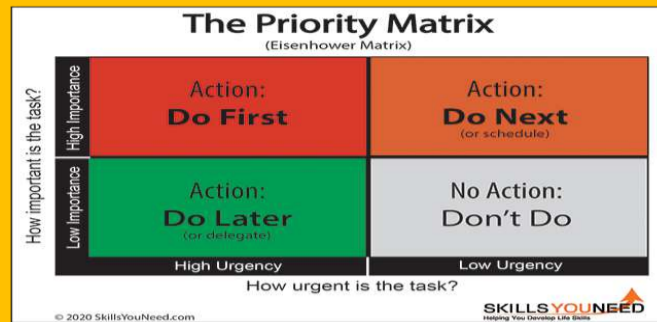 The Priority Matrix
(Eisenhower Matrix)
How important is the task?
High Importance
Action:
Do First
Action:
Do Next
(or schedule)
Low Importance
Action:
Do Later
(or delegate)
No Action:
Don't Do
High Urgency
Low Urgency
How urgent is the task?
© 2020 SkillsYouNeed.com
SKILLSYOUNEED
Helping You Develop Life Skills